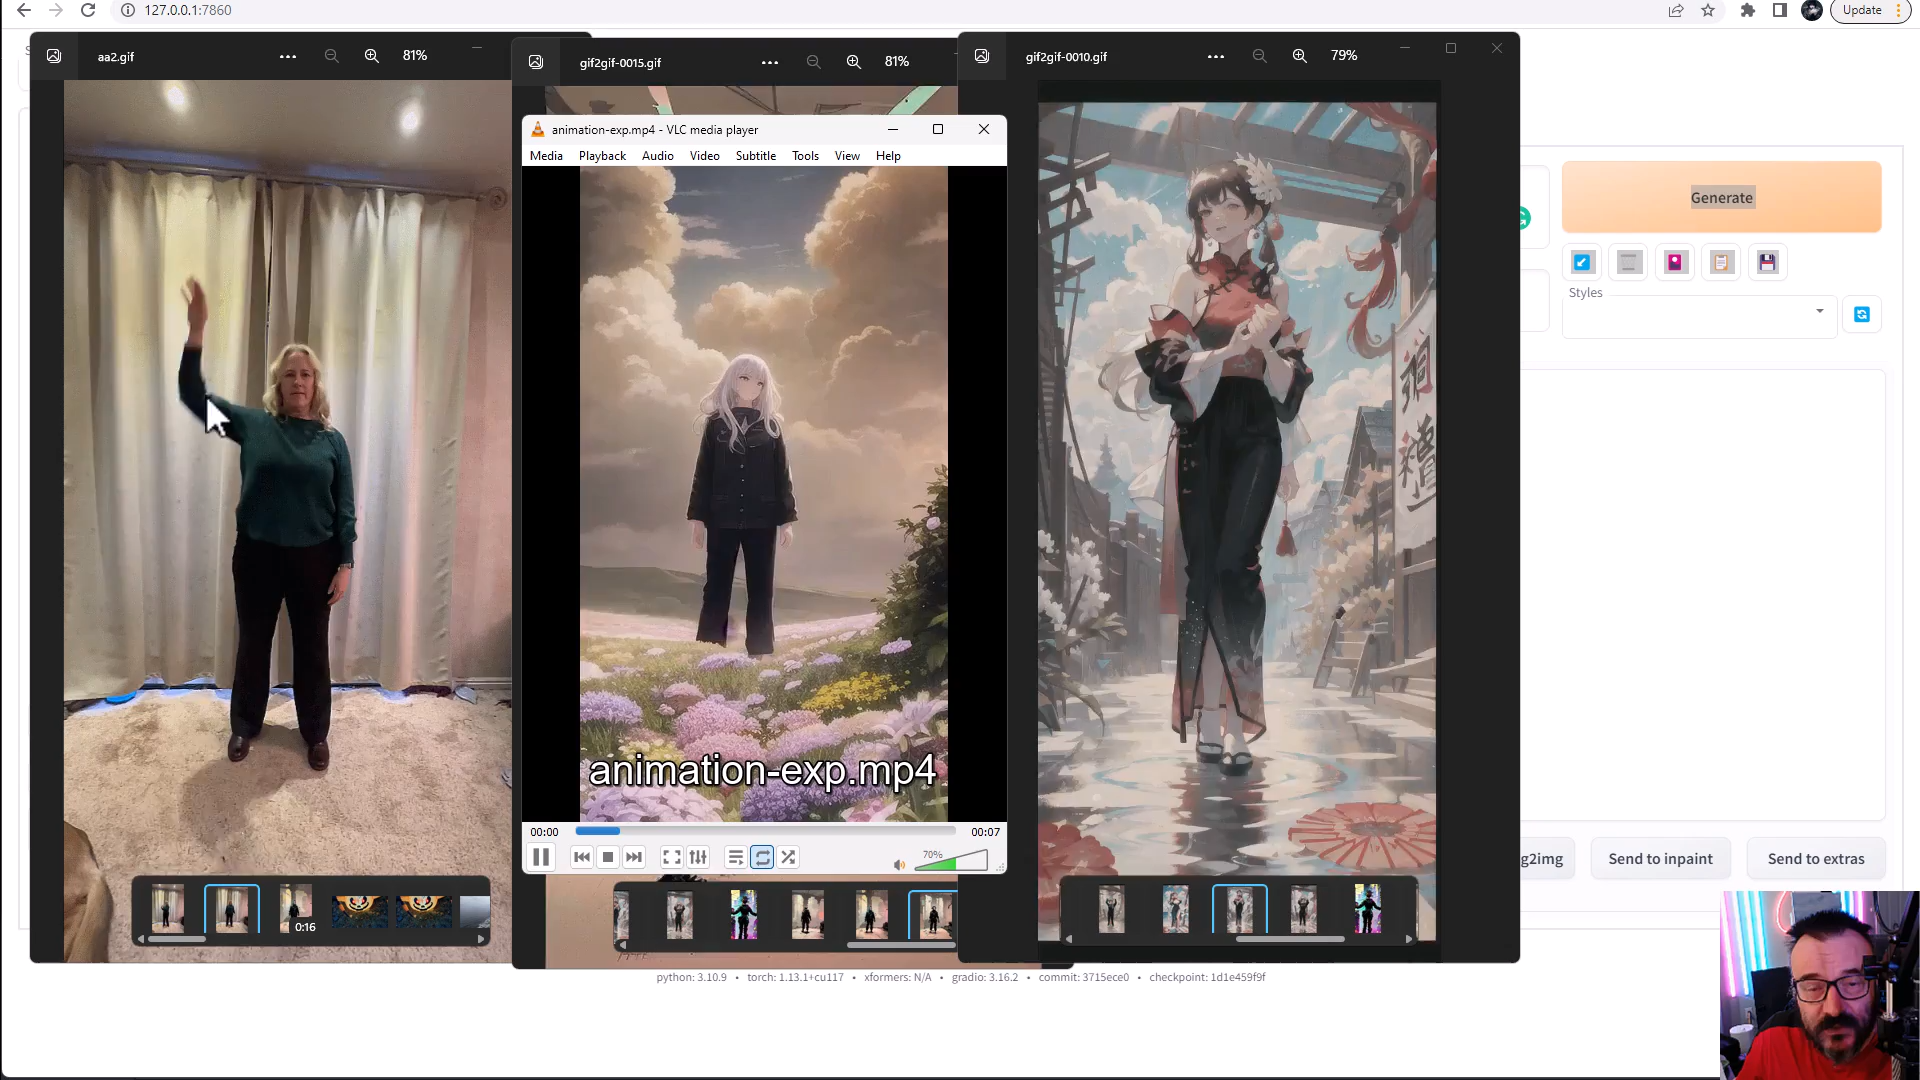 127.0.0.1:7860
Update
aa2.gif
81%
gif2gif-0015.gif
81%
gif2gif-0010.gif
79%
animation-exp.mp4 - VLC media player
Media Playback Audio Video Subtitle Tools View Help
Generate
Styles
animation-exp.mp4
00:00
00:07
70%
g2img
Send to inpaint
Send to extras
0:16
python: 3.10.9 • torch: 1.13.1+cu117 • xformers: N/A • gradio: 3.16.2 • commit: 3715ece0 • checkpoint: 1d1e459f9f